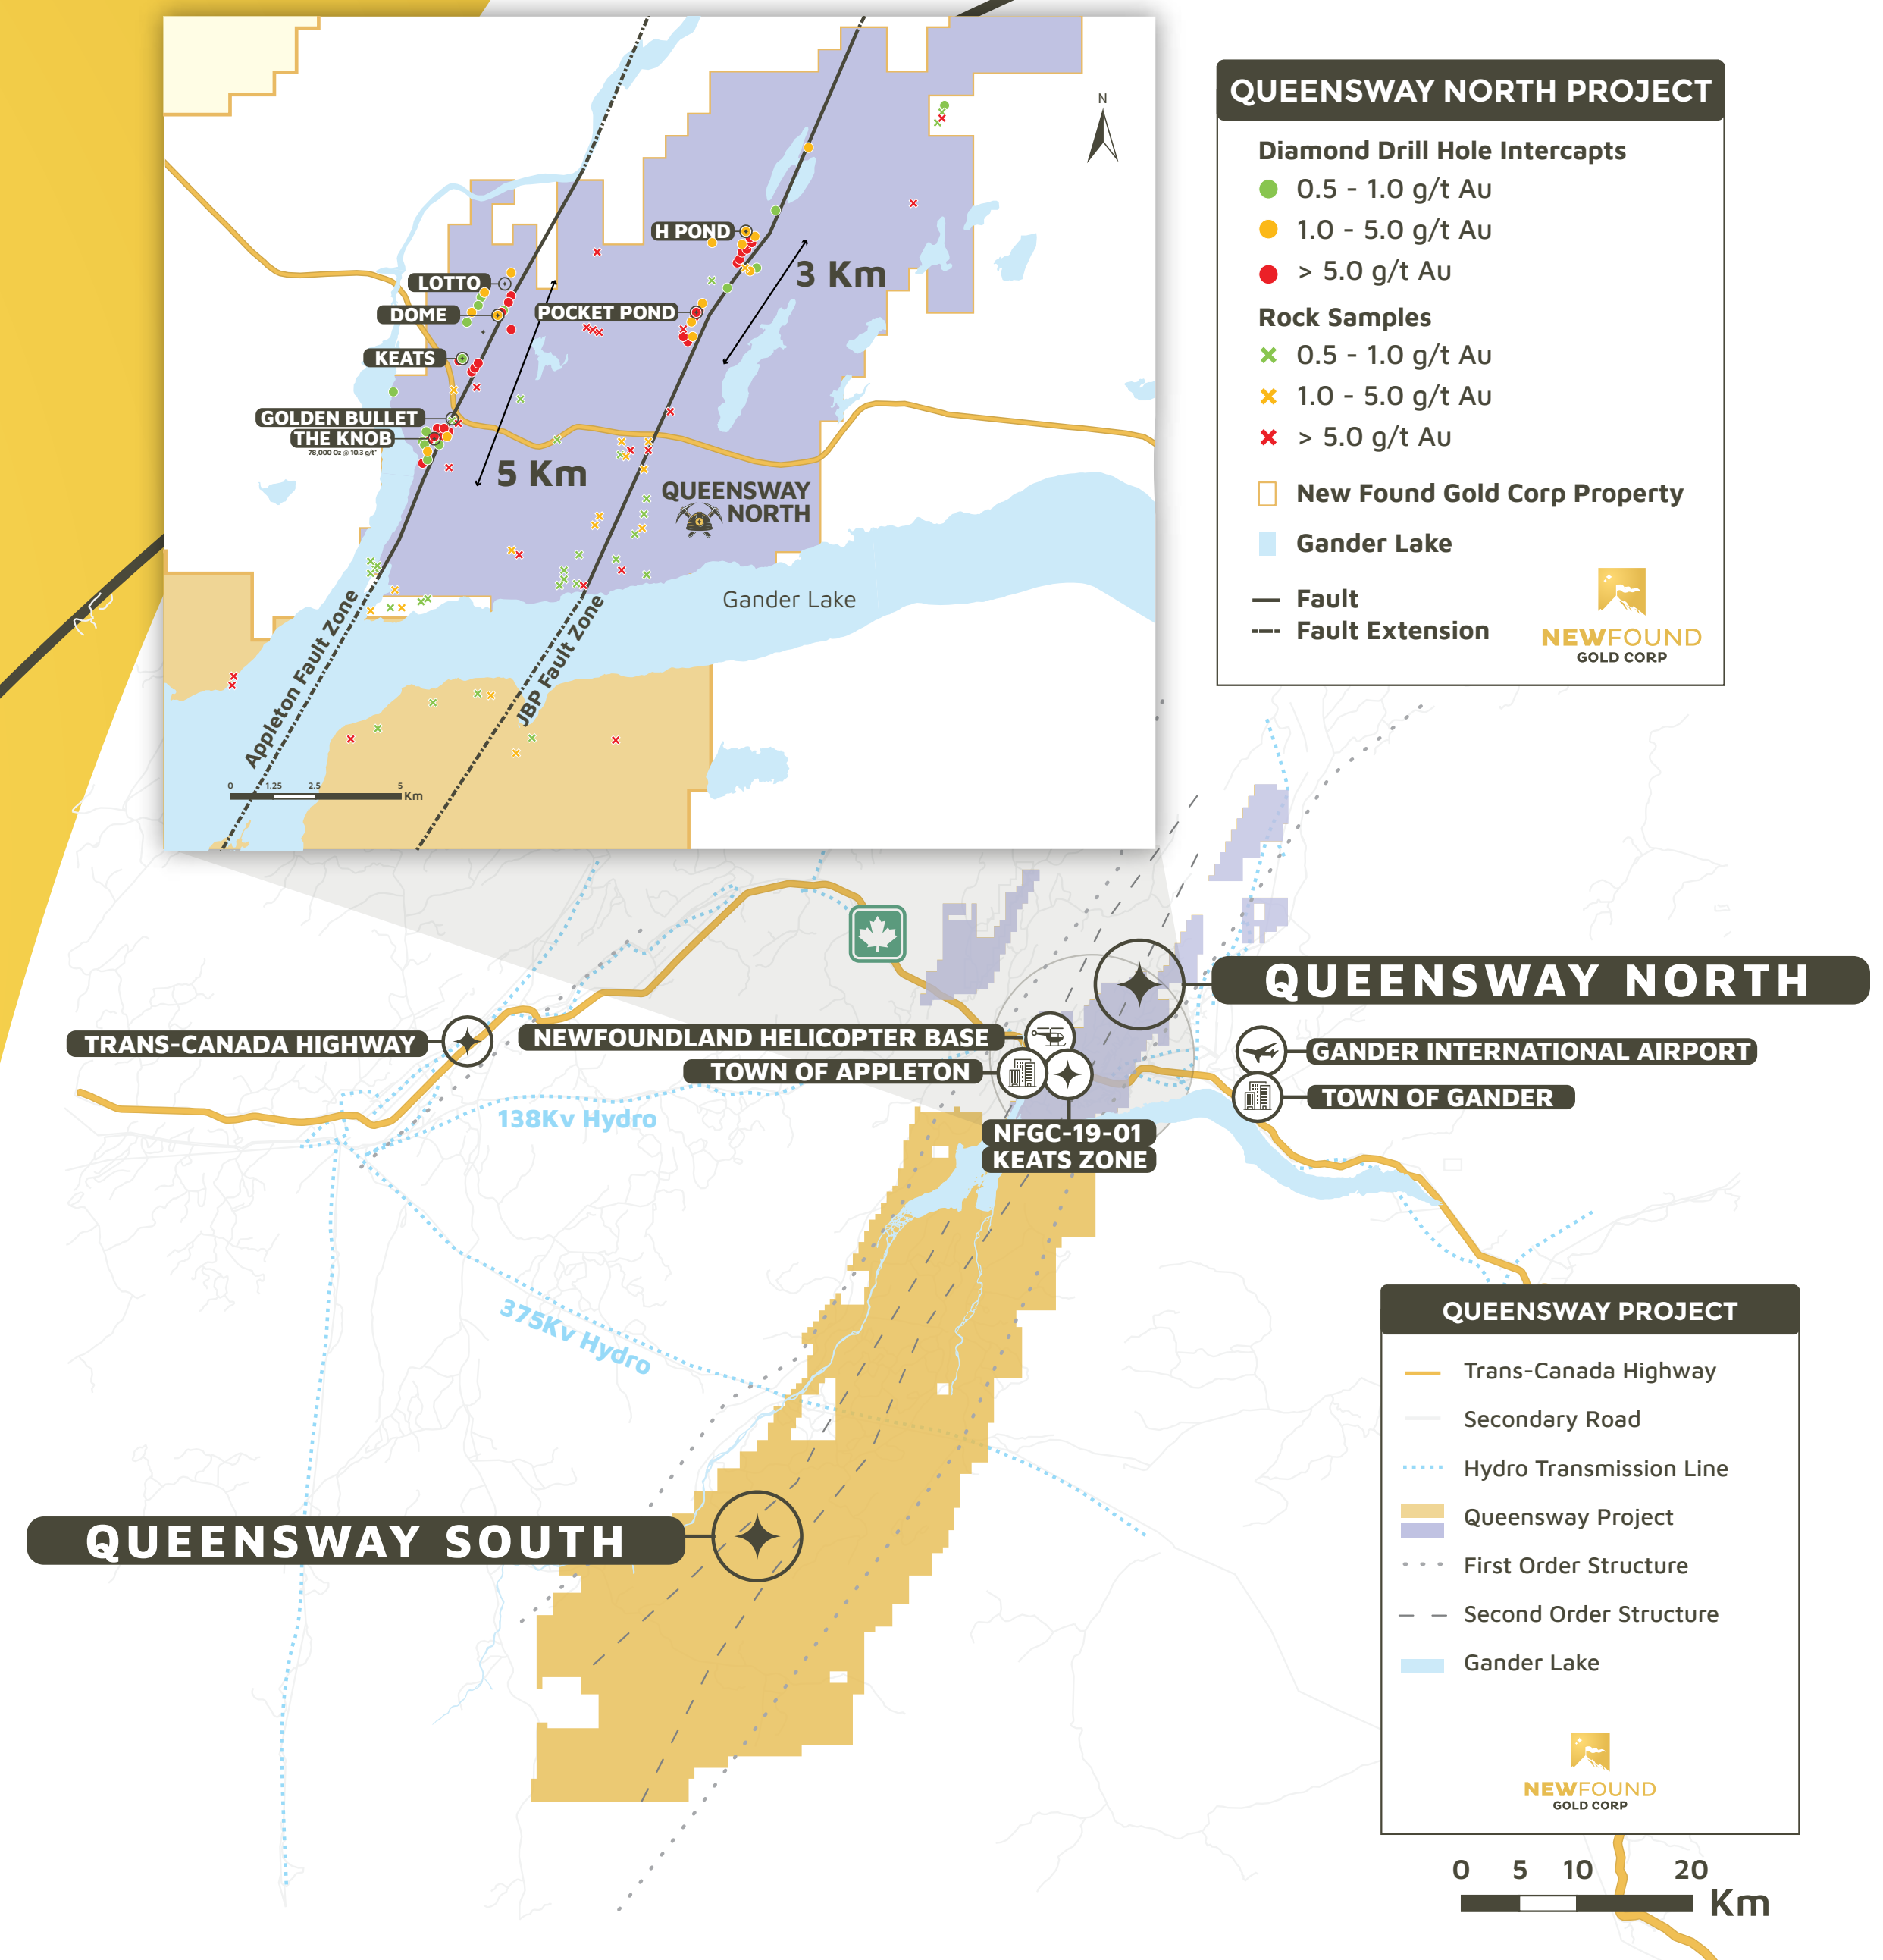 N
H POND
3 Km
LOTTO
DOME
POCKET POND
KEATS
GOLDEN BULLET
THE KNOB
78,000 Oz @ 10.3 g/t*
5 Km
QUEENSWAY
NORTH
Gander Lake
Appleton Fault Zone
JBP Fault Zone
0 1.25 2.5 5
Km
QUEENSWAY NORTH PROJECT
Diamond Drill Hole Intercapts
0.5 - 1.0 g/t Au
1.0 - 5.0 g/t Au
> 5.0 g/t Au
Rock Samples
0.5 - 1.0 g/t Au
1.0 - 5.0 g/t Au
> 5.0 g/t Au
New Found Gold Corp Property
Gander Lake
Fault
Fault Extension
NEWFOUND
GOLD CORP
QUEENSWAY NORTH
TRANS-CANADA HIGHWAY
NEWFOUNDLAND HELICOPTER BASE
TOWN OF APPLETON
GANDER INTERNATIONAL AIRPORT
TOWN OF GANDER
138Kv Hydro
NFGC-19-01
KEATS ZONE
375Kv Hydro
QUEENSWAY SOUTH
QUEENSWAY PROJECT
Trans-Canada Highway
Secondary Road
Hydro Transmission Line
Queensway Project
First Order Structure
Second Order Structure
Gander Lake
NEWFOUND
GOLD CORP
0 5 10 20
Km